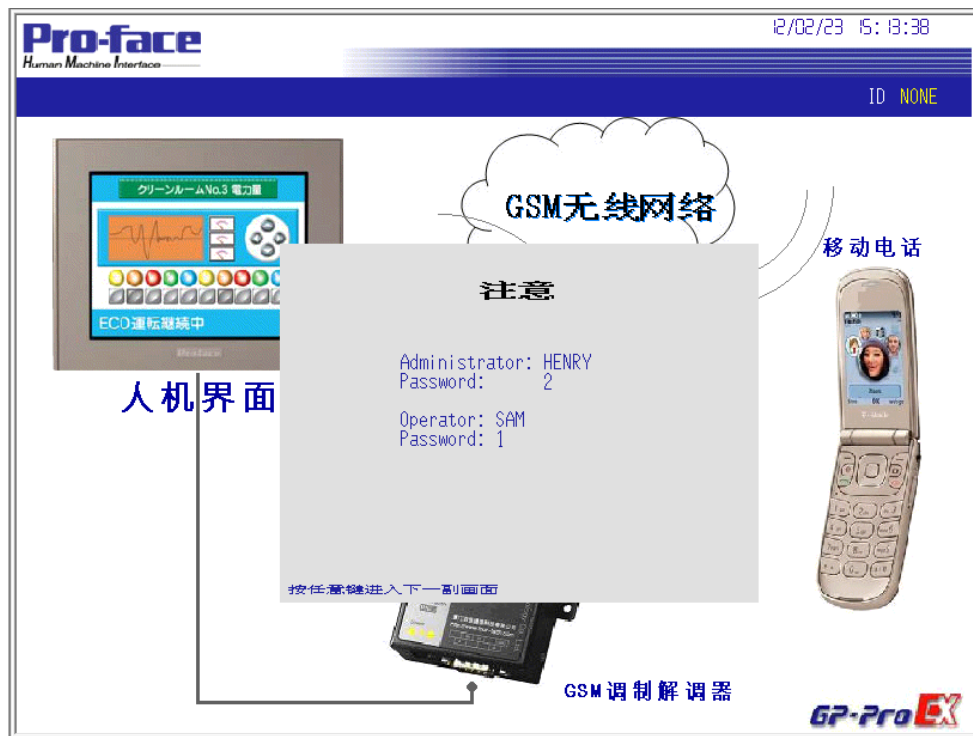 Pro-face
Human Machine Interface
12/02/23 15:13:38
ID NONE
クリーンルームNo.3 電力量
GSM无线网络
移动电话
ECO運転継続中
Pro-face
人机界面
注意
Administrator: HENRY
Password: 2
Operator: SAM
Password: 1
按任意键进入下一副画面
GSM调制解调器
GP-Pro EX